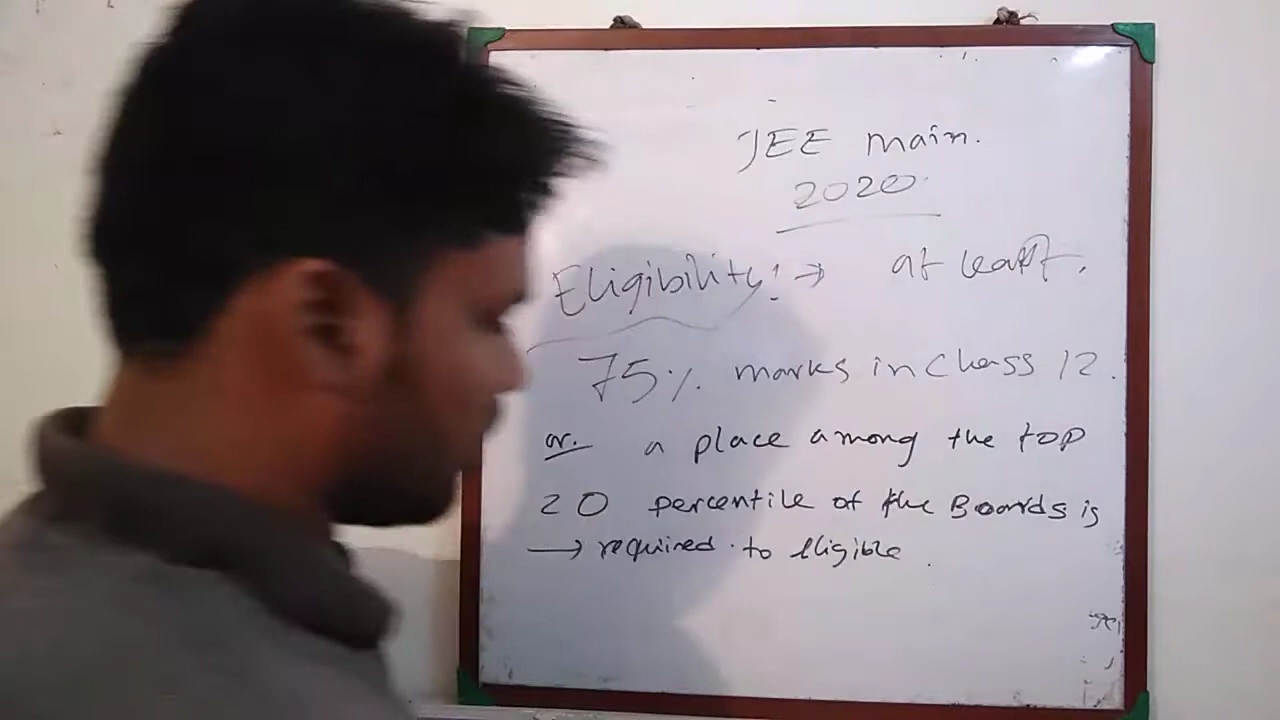 JEE main.
2020.
Eligibility:→ at least.
75% marks in Class 12.
or. a place among the top
20 percentile of the Boards is
→ required to eligible.